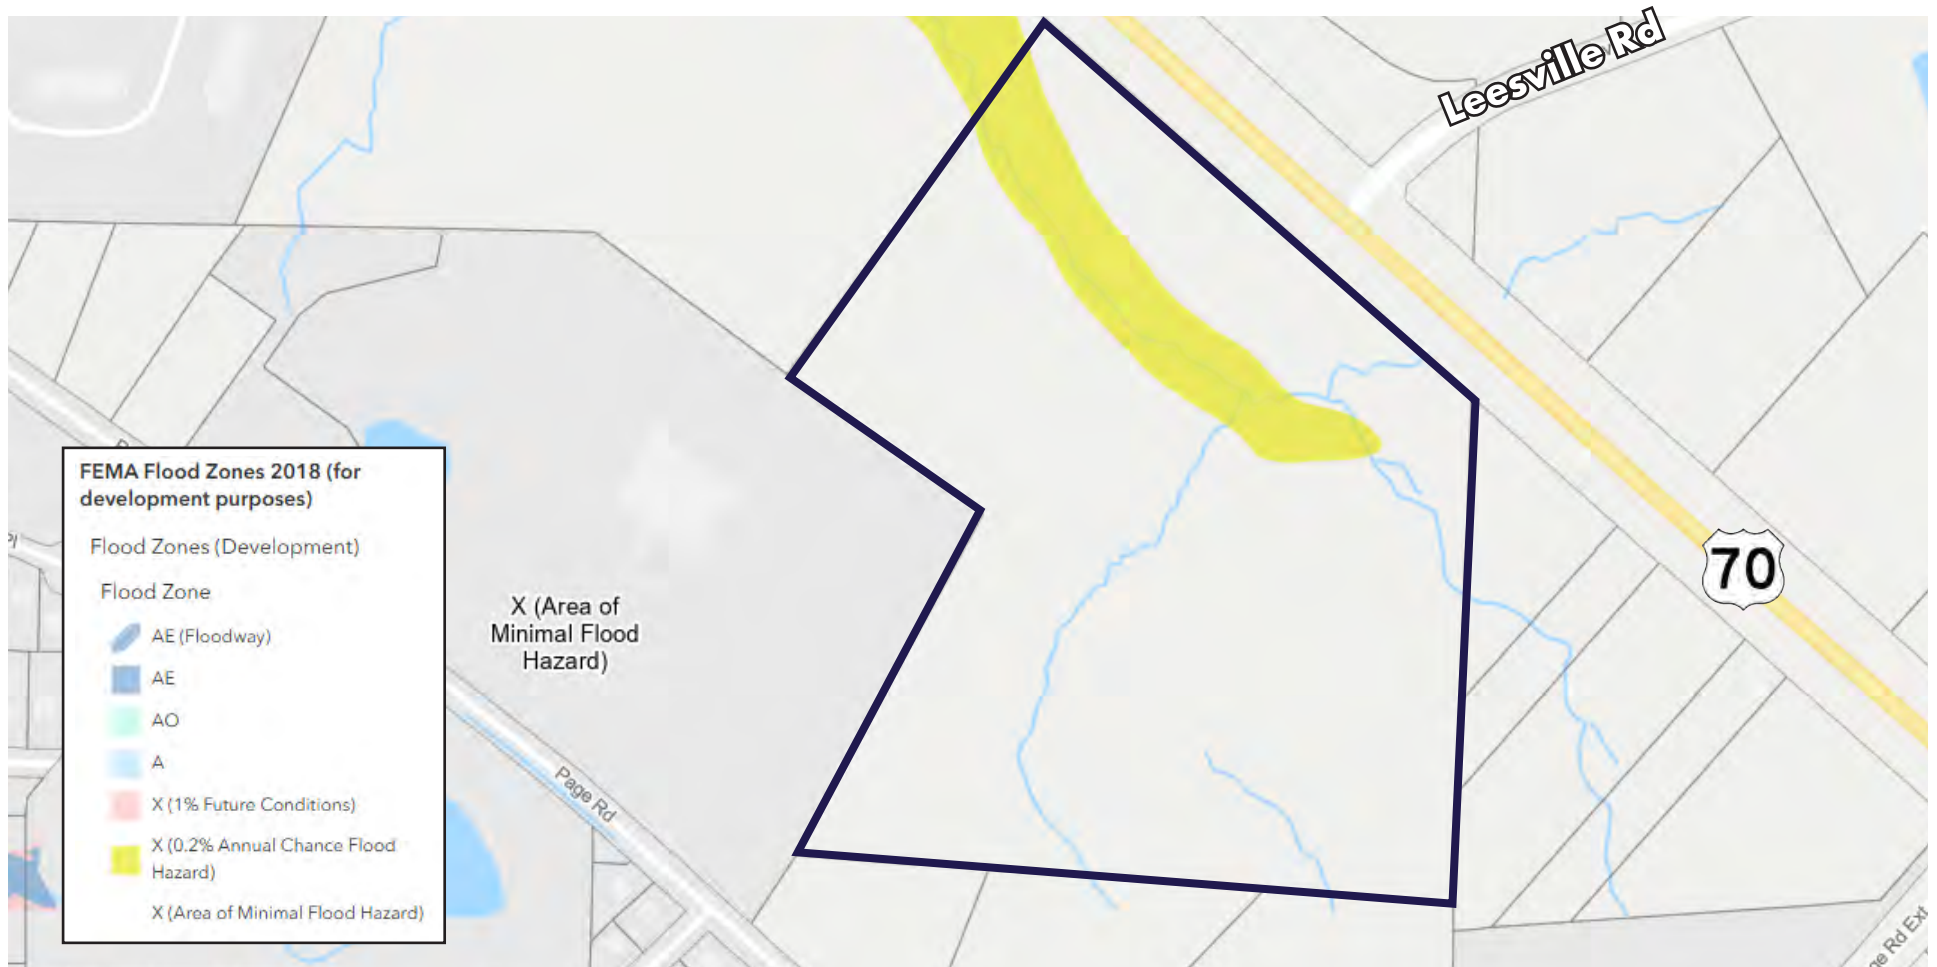 Leesville Rd
70
FEMA Flood Zones 2018 (for
development purposes)
Flood Zones (Development)
Flood Zone
AE (Floodway)
AE
AO
A
X (1% Future Conditions)
X (0.2% Annual Chance Flood
Hazard)
X (Area of Minimal Flood Hazard)
X (Area of
Minimal Flood
Hazard)
Page Rd
Rd Ext